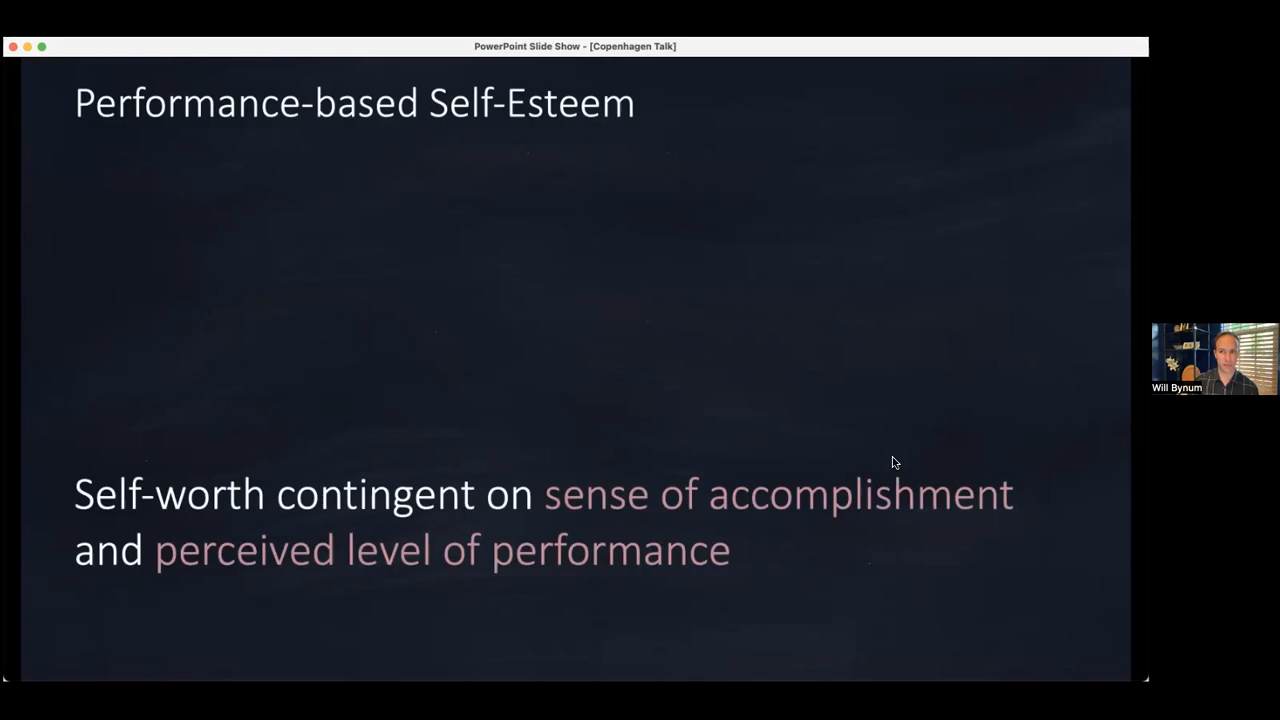 PowerPoint Slide Show - [Copenhagen Talk]
Performance-based Self-Esteem
Self-worth contingent on sense of accomplishment
and perceived level of performance
Will Bynum